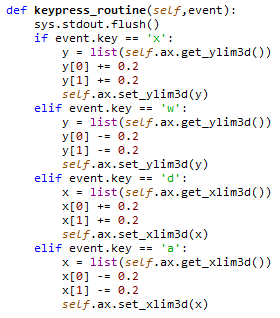 def keypress_routine(self,event):
    sys.stdout.flush()
    if event.key == 'x':
        y = list(self.ax.get_ylim3d())
        y[0] += 0.2
        y[1] += 0.2
        self.ax.set_ylim3d(y)
    elif event.key == 'w':
        y = list(self.ax.get_ylim3d())
        y[0] -= 0.2
        y[1] -= 0.2
        self.ax.set_ylim3d(y)
    elif event.key == 'd':
        x = list(self.ax.get_xlim3d())
        x[0] += 0.2
        x[1] += 0.2
        self.ax.set_xlim3d(x)
    elif event.key == 'a':
        x = list(self.ax.get_xlim3d())
        x[0] -= 0.2
        x[1] -= 0.2
        self.ax.set_xlim3d(x)